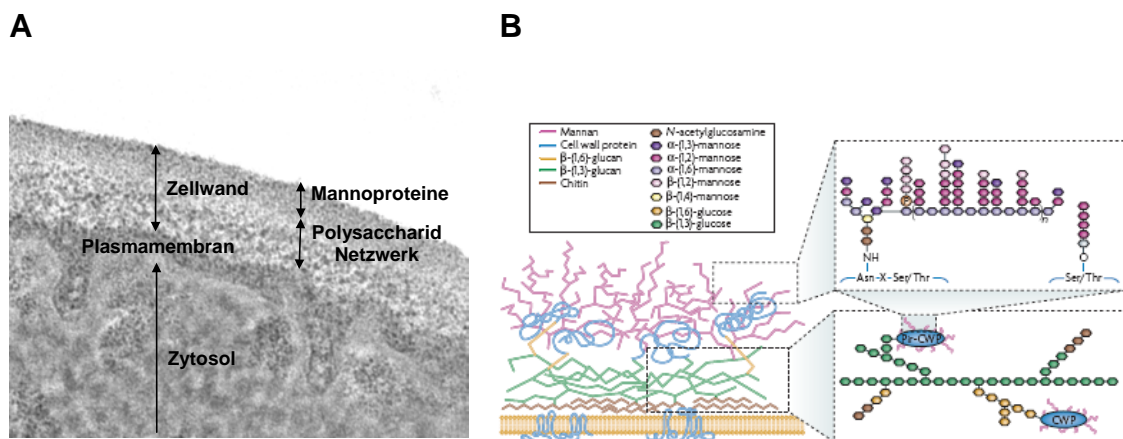 A
B
Zellwand
Mannoproteine
Polysaccharid
Netzwerk
Plasmamembran
Zytosol
Mannan
Cell wall protein
β-(1,6)-glucan
β-(1,3)-glucan
Chitin
N-acetylglucosamine
α-(1,3)-mannose
α-(1,2)-mannose
α-(1,6)-mannose
β-(1,2)-mannose
β-(1,4)-mannose
β-(1,6)-glucose
β-(1,3)-glucose
P
n
NH
O
Asn-X-Ser/Thr
Ser/Thr
Pir-CWP
CWP